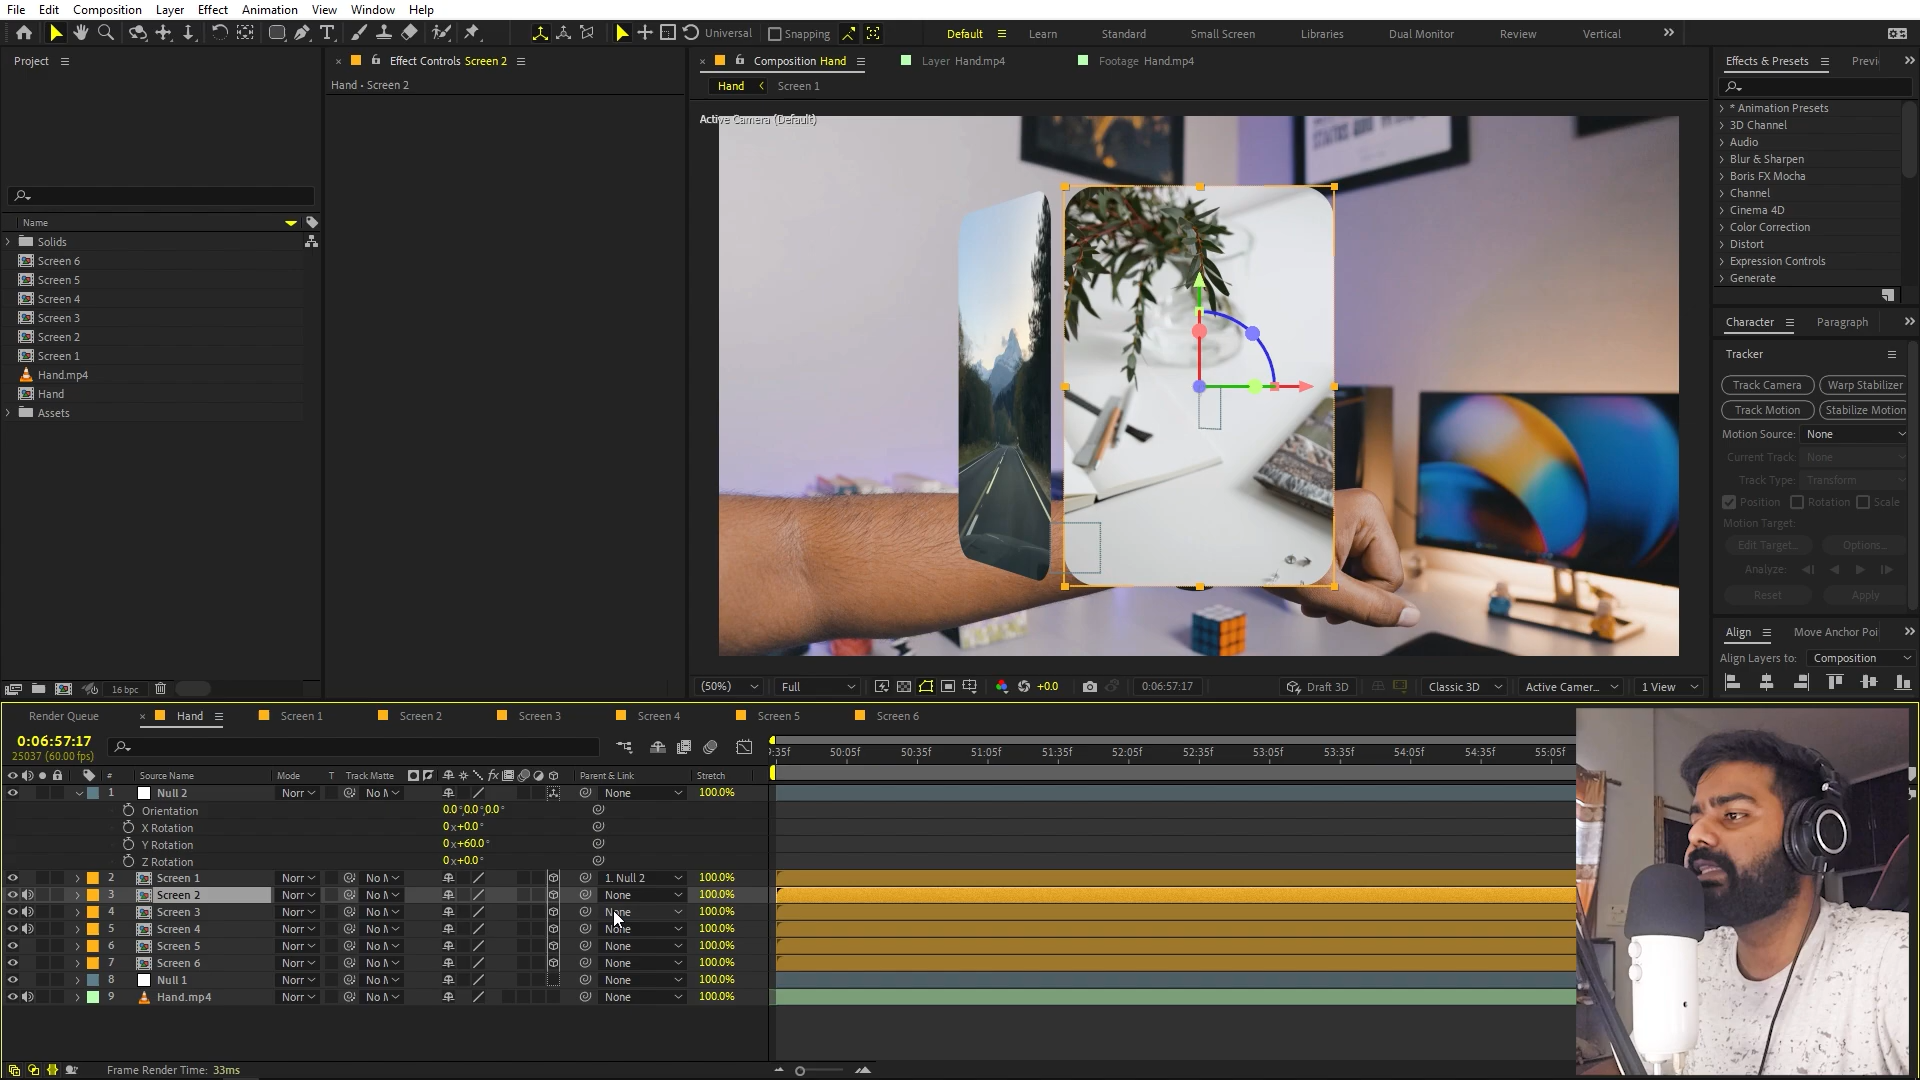 File Edit Composition Layer Effect Animation View Window Help
Universal Snapping Default Learn Standard Small Screen Libraries Dual Monitor Review Vertical
Project
Effect Controls Screen 2
Composition Hand
Layer Hand.mp4
Footage Hand.mp4
Effects & Presets
Hand • Screen 2
Hand Screen 1
Active Camera (Default)
* Animation Presets
3D Channel
Audio
Blur & Sharpen
Boris FX Mocha
Channel
Cinema 4D
Color Correction
Distort
Expression Controls
Generate
Name
Solids
Screen 6
Screen 5
Screen 4
Screen 3
Screen 2
Screen 1
Hand.mp4
Hand
Assets
Character Paragraph
Tracker
Track Camera Warp Stabilizer
Track Motion Stabilize Motion
Motion Source: None
Current Track: None
Track Type: Transform
Position Rotation Scale
Motion Target:
Edit Target... Options...
Analyze:
Reset Apply
Align Move Anchor Poi
Align Layers to: Composition
16 bpc
(50%) Full +0.0 0:06:57:17 Draft 3D Classic 3D Active Camer... 1 View
Render Queue Hand Screen 1 Screen 2 Screen 3 Screen 4 Screen 5 Screen 6
0:06:57:17
25037 (60.00 fps)
:35f 50:05f 50:35f 51:05f 51:35f 52:05f 52:35f 53:05f 53:35f 54:05f 54:35f 55:05f
# Source Name Mode T Track Matte fx Parent & Link Stretch
1 Null 2 Norr No M None 100.0%
Orientation 0.0°,0.0°,0.0°
X Rotation 0x+0.0°
Y Rotation 0x+60.0°
Z Rotation 0x+0.0°
2 Screen 1 Norr No M 1. Null 2 100.0%
3 Screen 2 Norr No M None 100.0%
4 Screen 3 Norr No M None 100.0%
5 Screen 4 Norr No M None 100.0%
6 Screen 5 Norr No M None 100.0%
7 Screen 6 Norr No M None 100.0%
8 Null 1 Norr No M None 100.0%
9 Hand.mp4 Norr No M None 100.0%
Frame Render Time: 33ms